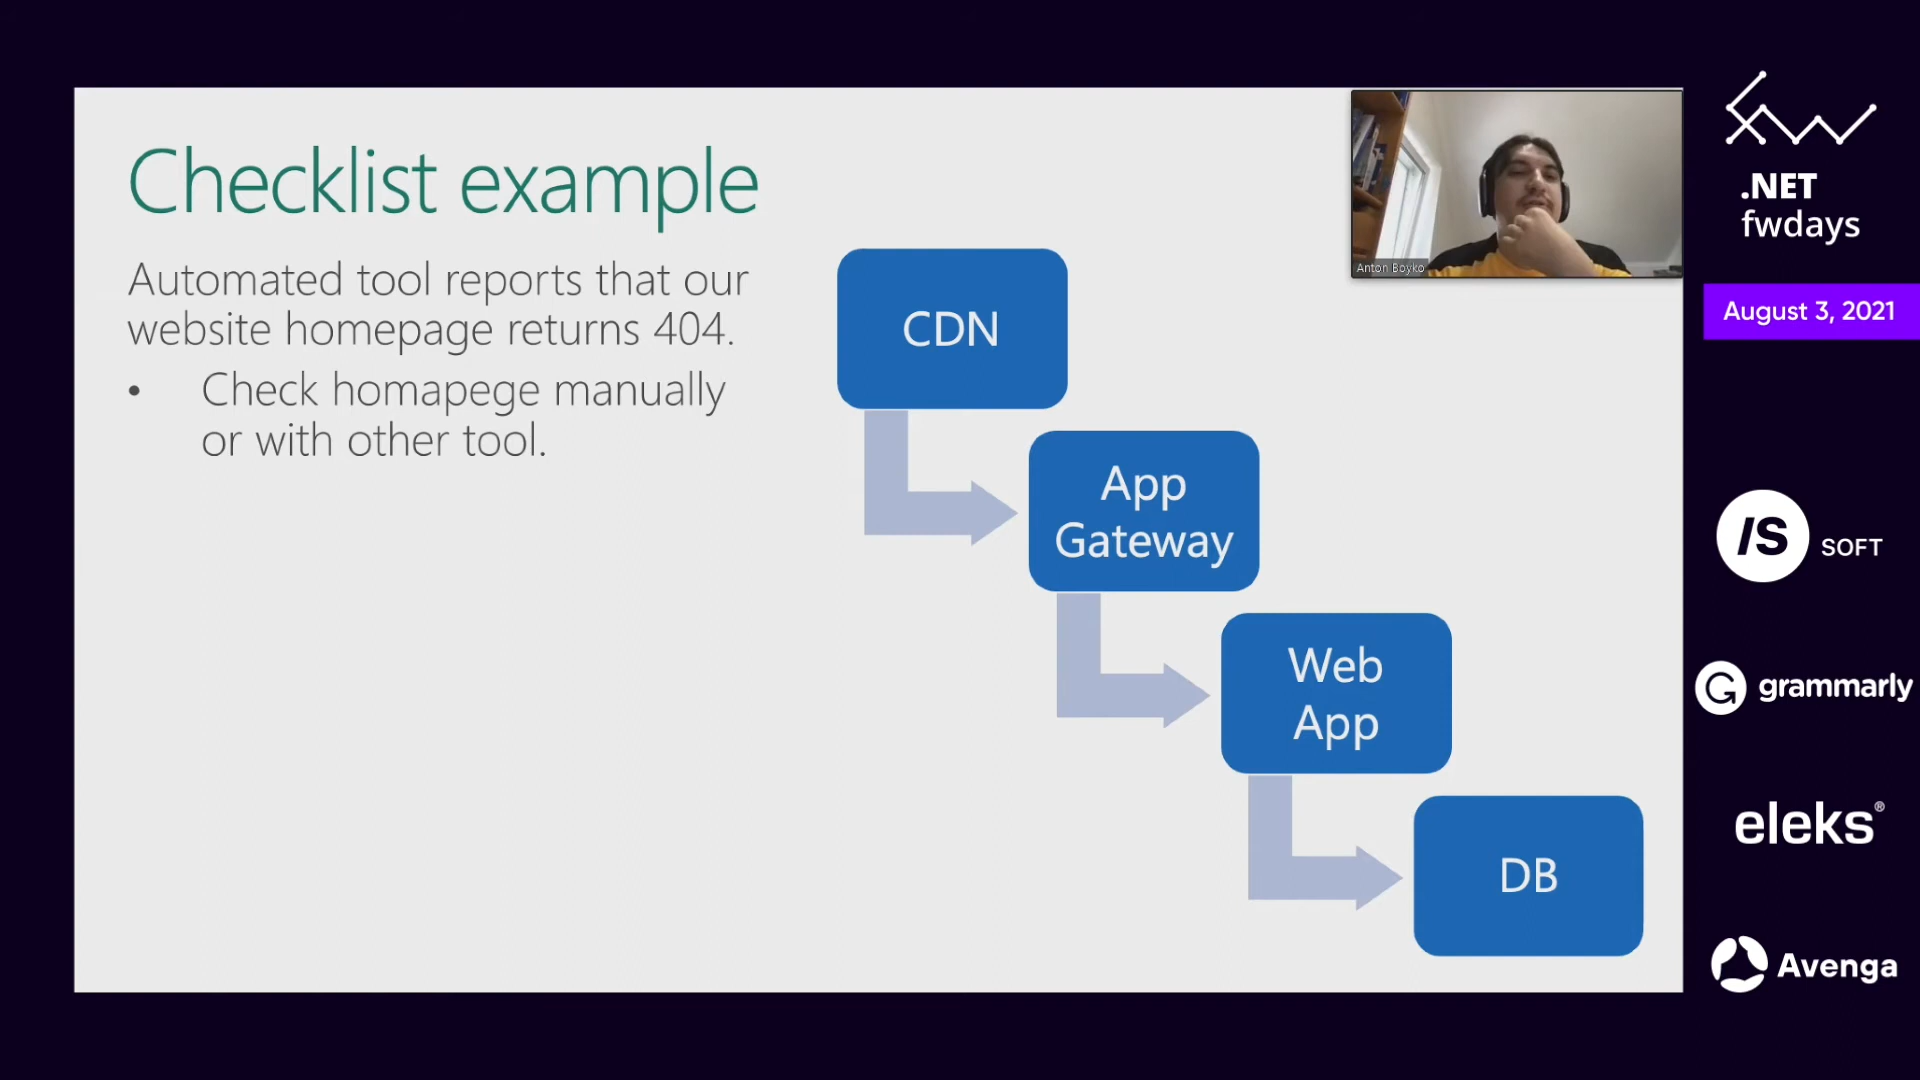 Checklist example
Automated tool reports that our
website homepage returns 404.
• Check homapege manually
or with other tool.
CDN
App
Gateway
Web
App
DB
Anton Boyko
.NET
fwdays
August 3, 2021
/S SOFT
grammarly
eleks®
Avenga